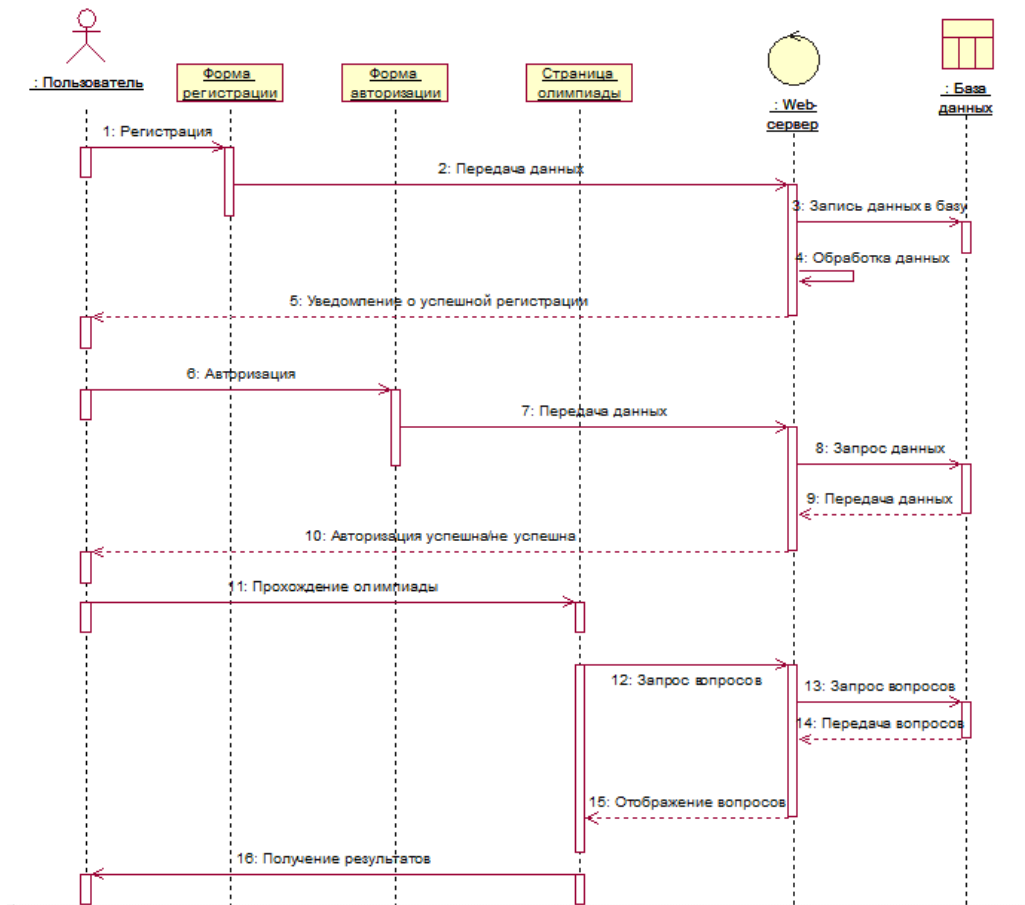 : Пользователь
Форма
регистрации
Форма
авторизации
Страница
олимпиады
: Web-
сервер
: База
данных
1: Регистрация
2: Передача данных
3: Запись данных в базу
4: Обработка данных
5: Уведомление о успешной регистрации
6: Авторизация
7: Передача данных
8: Запрос данных
9: Передача данных
10: Авторизация успешна/не успешна
11: Прохождение олимпиады
12: Запрос вопросов
13: Запрос вопросов
14: Передача вопросов
15: Отображение вопросов
16: Получение результатов